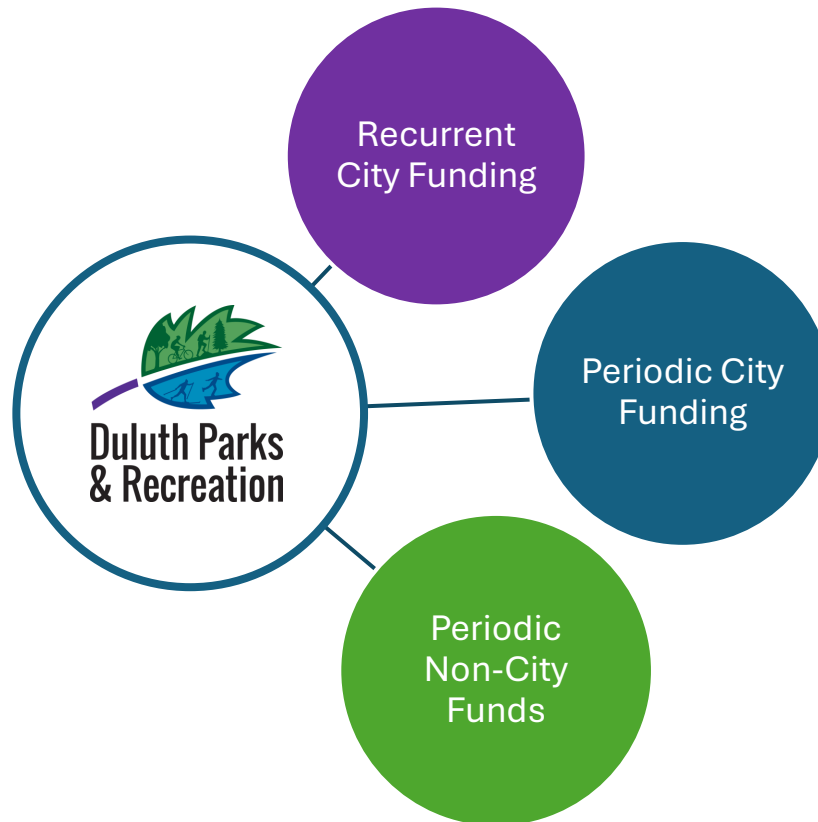 Recurrent
City Funding
Duluth Parks
& Recreation
Periodic City
Funding
Periodic
Non-City
Funds